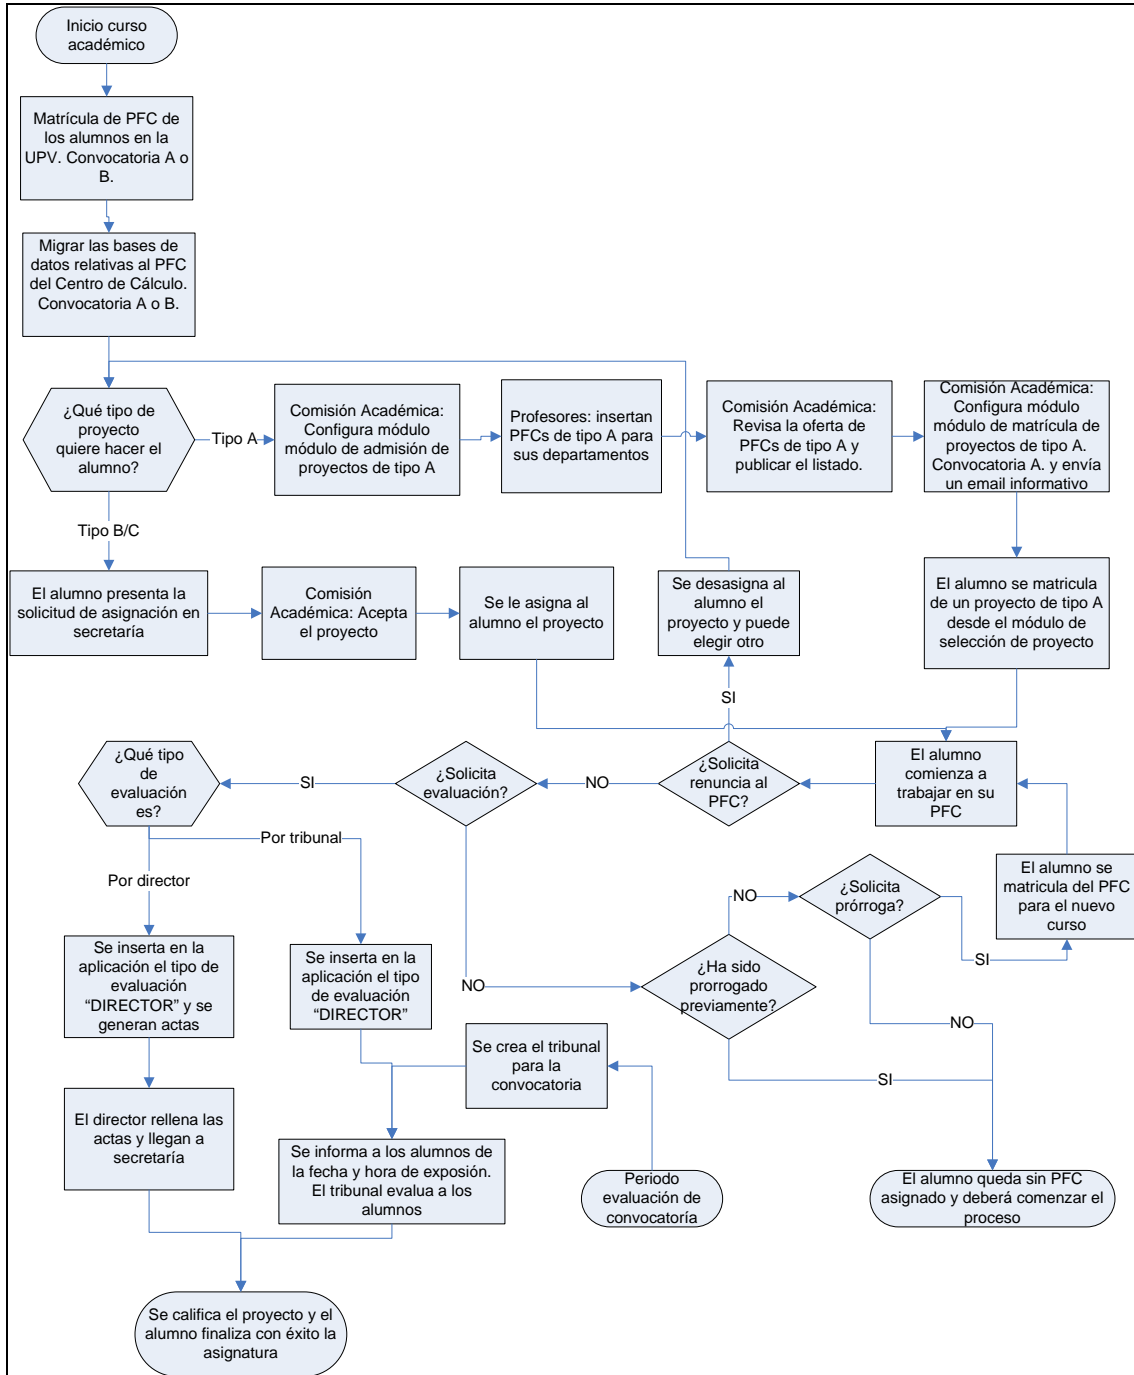 Inicio curso
académico
Matrícula de PFC de
los alumnos en la
UPV. Convocatoria A o
B.
Migrar las bases de
datos relativas al PFC
del Centro de Cálculo.
Convocatoria A o B.
¿Qué tipo de
proyecto
quiere hacer el
alumno?
Tipo A
Comisión Académica:
Configura módulo
módulo de admisión de
proyectos de tipo A
Profesores: insertan
PFCs de tipo A para
sus departamentos
Comisión Académica:
Revisa la oferta de
PFCs de tipo A y
publicar el listado.
Comisión Académica:
Configura módulo
módulo de matrícula de
proyectos de tipo A.
Convocatoria A. y envía
un email informativo
Tipo B/C
El alumno presenta la
solicitud de asignación en
secretaría
Comisión
Académica: Acepta
el proyecto
Se le asigna al
alumno el proyecto
Se desasigna al
alumno el
proyecto y puede
elegir otro
El alumno se matricula
de un proyecto de tipo A
desde el módulo de
selección de proyecto
SI
¿Qué tipo
de
evaluación
es?
SI
¿Solicita
evaluación?
NO
¿Solicita
renuncia al
PFC?
El alumno
comienza a
trabajar en su
PFC
Por tribunal
Por director
El alumno se
matricula del PFC
para el nuevo
curso
NO
¿Solicita
prórroga?
SI
Se inserta en la
aplicación el tipo de
evaluación
“DIRECTOR” y se
generan actas
Se inserta en la
aplicación el tipo
de evaluación
“DIRECTOR”
NO
¿Ha sido
prorrogado
previamente?
NO
Se crea el tribunal
para la
convocatoria
SI
El director rellena las
actas y llegan a
secretaría
Se informa a los alumnos de
la fecha y hora de exposión.
El tribunal evalua a los
alumnos
Periodo
evaluación de
convocatoría
El alumno queda sin PFC
asignado y deberá comenzar el
proceso
Se califica el proyecto y el
alumno finaliza con éxito la
asignatura